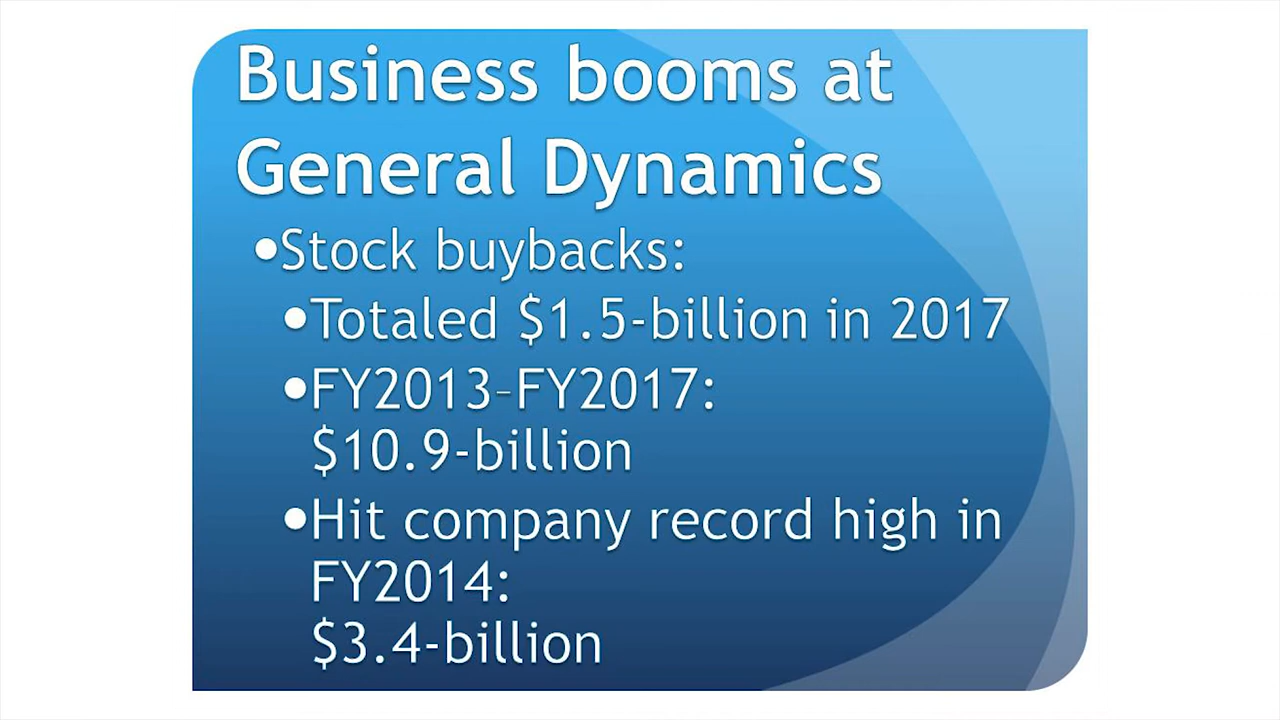 Business booms at
General Dynamics
•Stock buybacks:
•Totaled $1.5-billion in 2017
•FY2013–FY2017:
$10.9-billion
•Hit company record high in
FY2014:
$3.4-billion